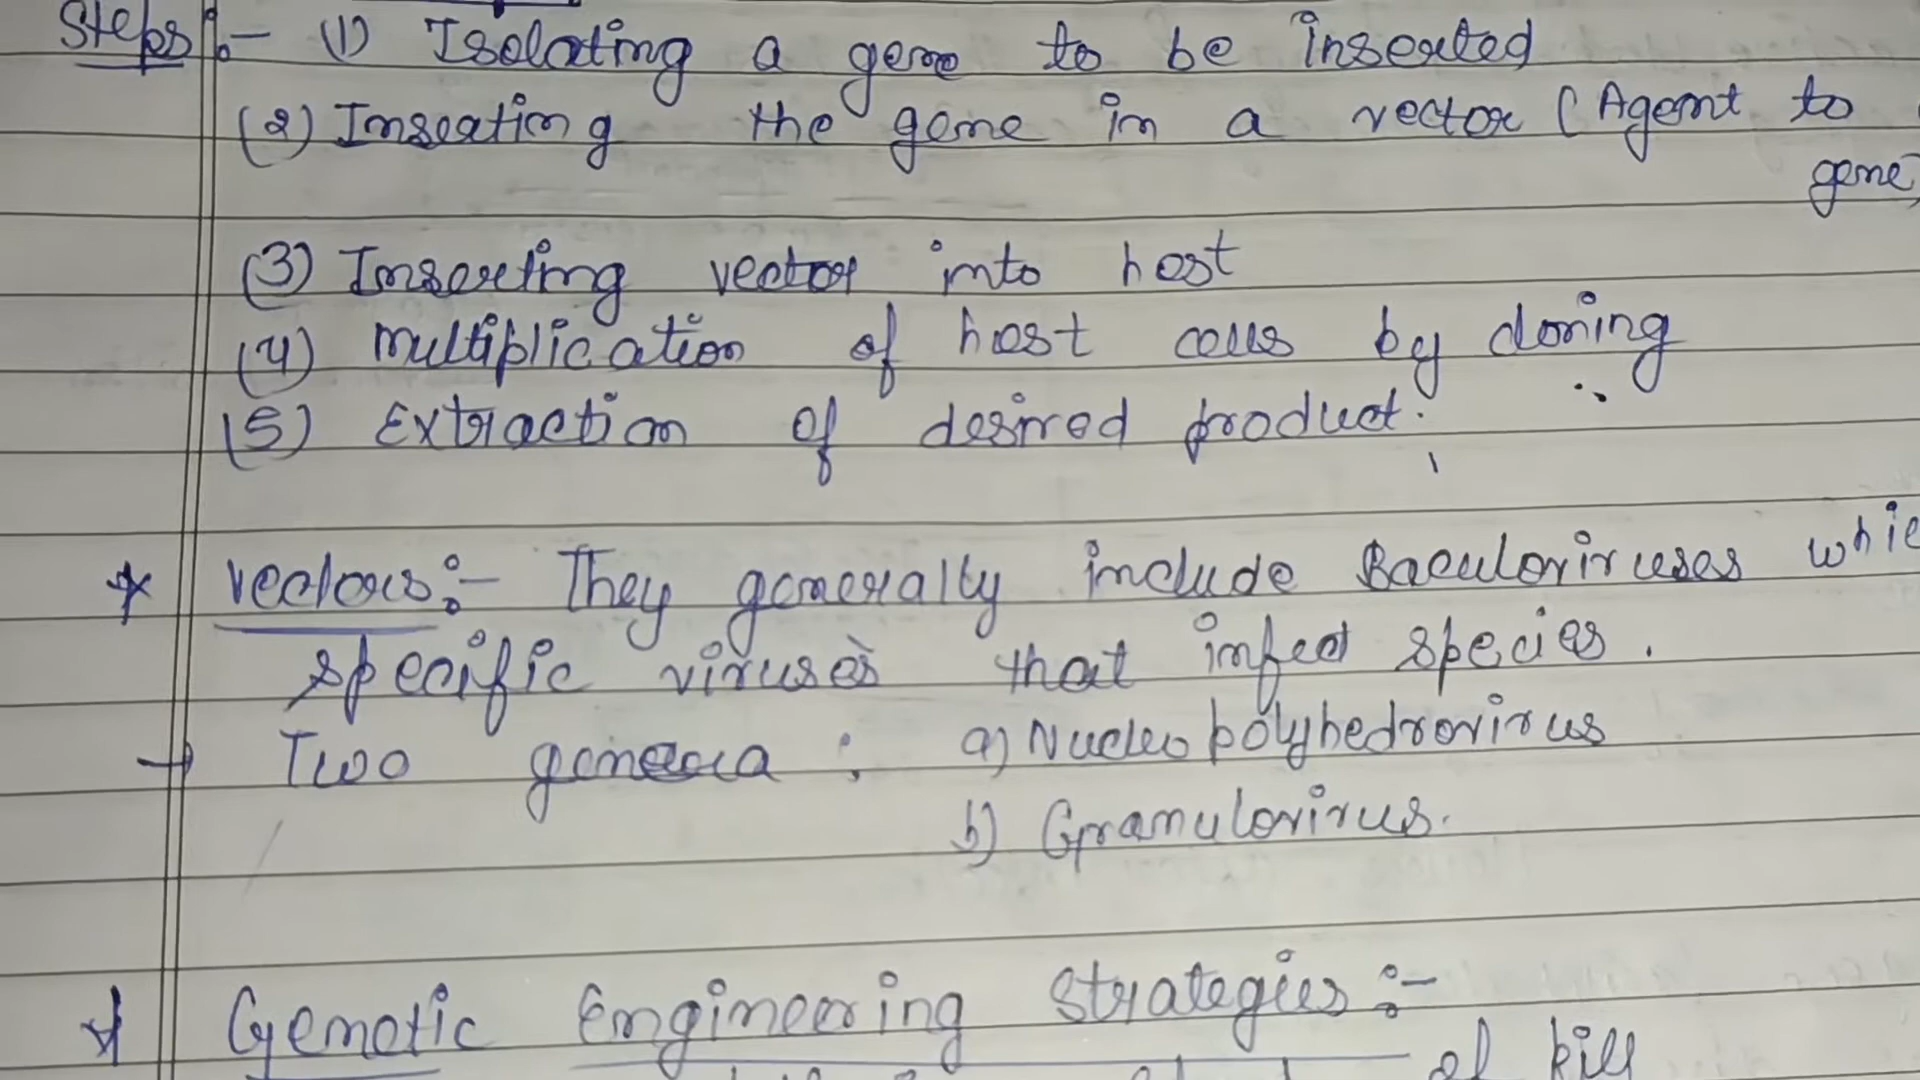 Steps :- (1) Isolating a gene to be inserted
(2) Inserting the gene in a vector (Agent to
gene)
(3) Inserting vector into host
(4) Multiplication of host cells by cloning
(5) Extraction of desired product.
* Vectors :- They generally include Baculoviruses whic
specific viruses that infect species.
→ Two genera : a) Nucleopolyhedrovirus
b) Granulovirus.
* Genetic Engineering Strategies :-
of kill